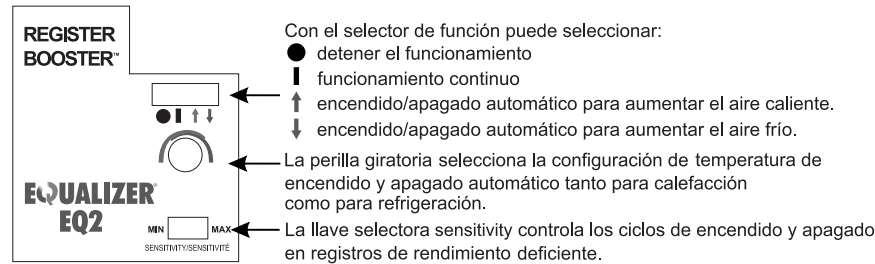 REGISTER
BOOSTER™
EQUALIZER®
EQ2
MIN MAX
SENSITIVITY/SENSITIVITÉ
Con el selector de función puede seleccionar:
detener el funcionamiento
funcionamiento continuo
encendido/apagado automático para aumentar el aire caliente.
encendido/apagado automático para aumentar el aire frío.
La perilla giratoria selecciona la configuración de temperatura de
encendido y apagado automático tanto para calefacción
como para refrigeración.
La llave selectora sensitivity controla los ciclos de encendido y apagado
en registros de rendimiento deficiente.